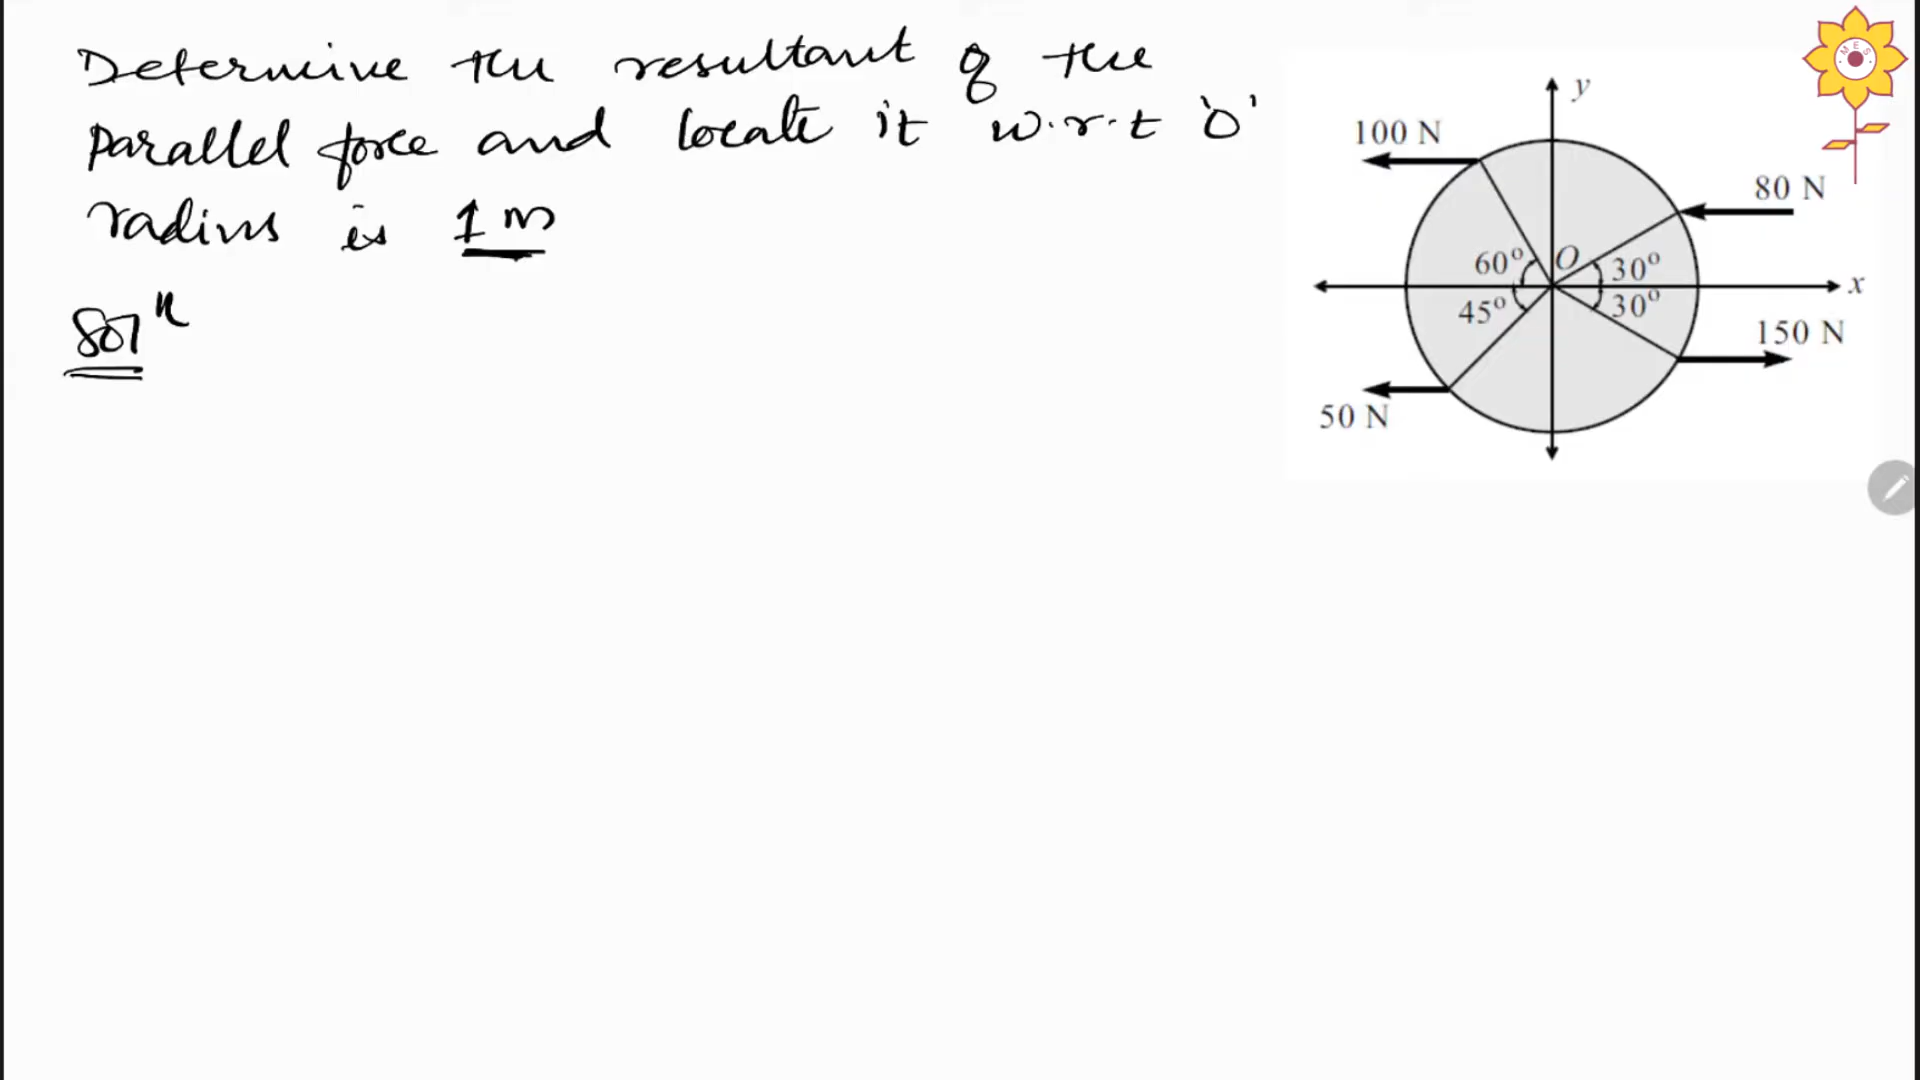 Determine the resultant of the
parallel force and locate it w.r.t 'O'
radius is 1 m
Solⁿ
y
100 N
80 N
60° O 30°
x
45° 30°
150 N
50 N
M E S